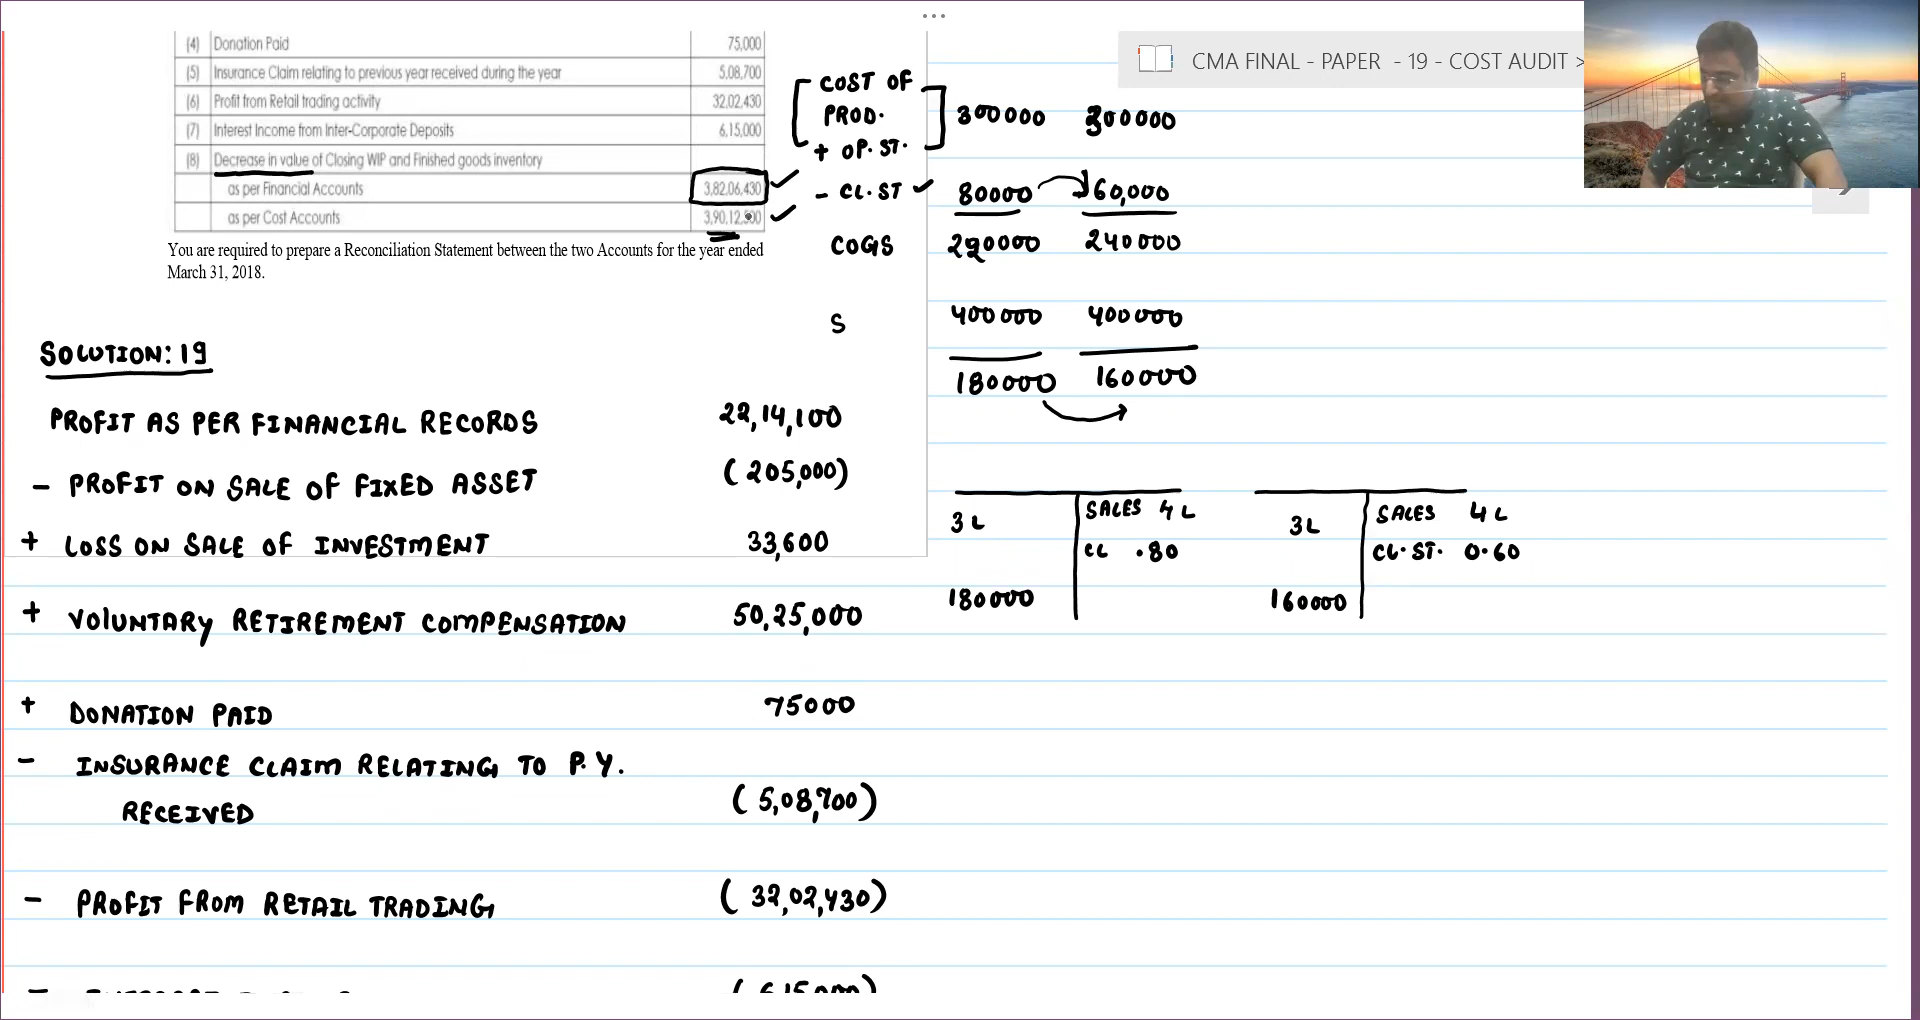 (4) Donation Paid 75,000
(5) Insurance Claim relating to previous year received during the year 5,08,700
(6) Profit from Retail trading activity 32,02,430
(7) Interest Income from Inter-Corporate Deposits 6,15,000
(8) Decrease in value of Closing WIP and Finished goods inventory
as per Financial Accounts 3,82,06,430
as per Cost Accounts 3,90,12,500
You are required to prepare a Reconciliation Statement between the two Accounts for the year ended
March 31, 2018.
CMA FINAL - PAPER - 19 - COST AUDIT >
COST OF
PROD. 300000 300000
+ OP. ST.
- CL. ST 80000 60,000
COGS 220000 240000
S 400000 400000
180000 160000
SOLUTION: 19
PROFIT AS PER FINANCIAL RECORDS 22,14,100
- PROFIT ON SALE OF FIXED ASSET (205,000)
+ LOSS ON SALE OF INVESTMENT 33,600
+ VOLUNTARY RETIREMENT COMPENSATION 50,25,000
+ DONATION PAID 75000
- INSURANCE CLAIM RELATING TO P.Y.
RECEIVED (5,08,700)
- PROFIT FROM RETAIL TRADING (32,02,430)
3L SALES 4L
CL .80
180000
3L SALES 4L
CL. ST. 0.60
160000